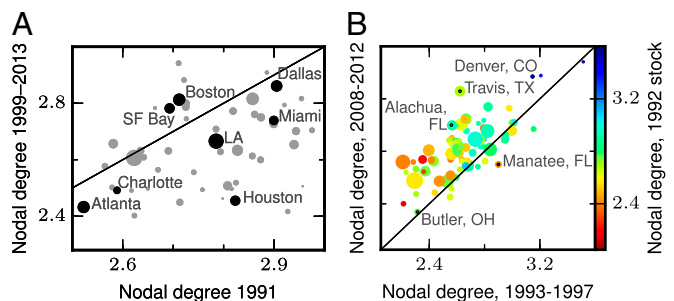 A
B
Nodal degree 1999–2013
2.8
2.4
2.6
2.9
Nodal degree 1991
Dallas
Boston
SF Bay
Miami
LA
Charlotte
Atlanta
Houston
Nodal degree, 2008-2012
2.4
3.2
Nodal degree, 1993-1997
Denver, CO
Travis, TX
Alachua,
FL
Manatee, FL
Butler, OH
3.2
2.4
Nodal degree, 1992 stock